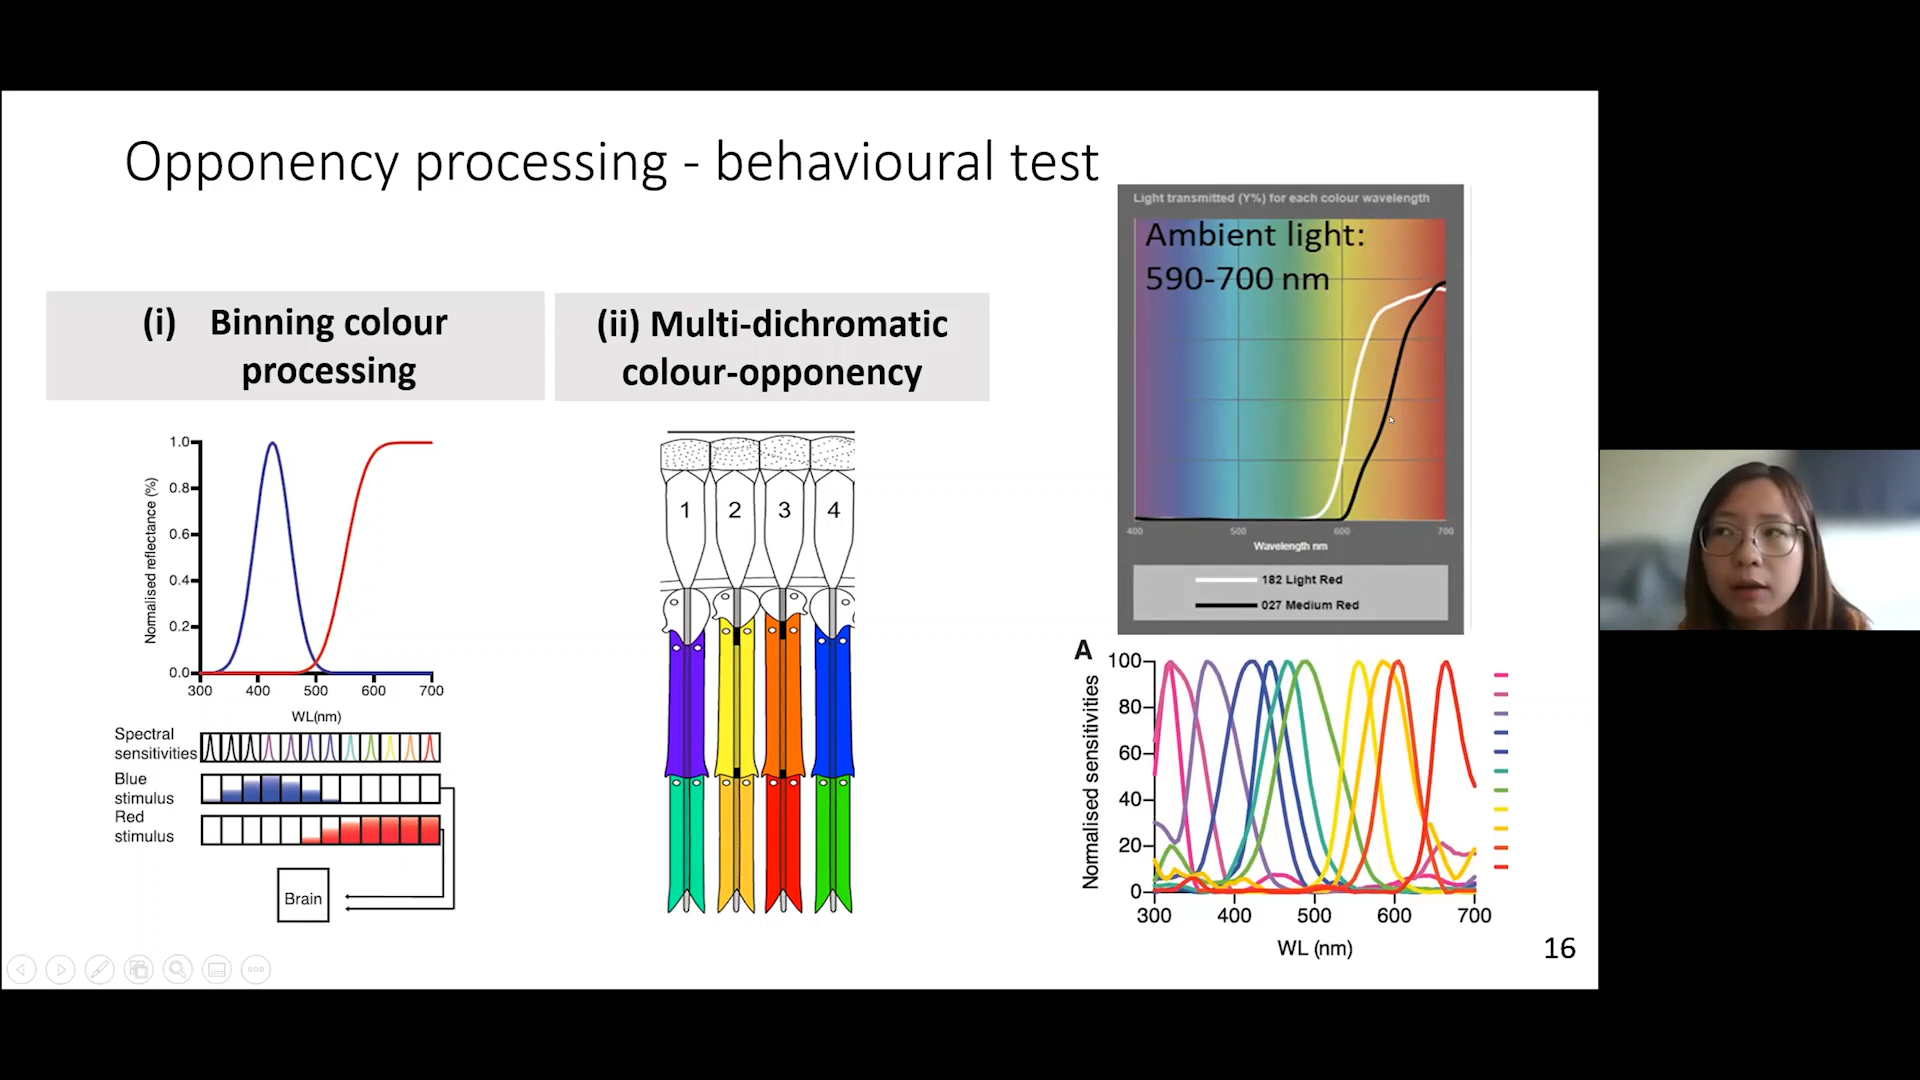 Opponency processing - behavioural test
(i) Binning colour
processing
(ii) Multi-dichromatic
colour-opponency
Normalised reflectance (%)
1.0
0.8
0.6
0.4
0.2
0.0
300 400 500 600 700
WL(nm)
Spectral
sensitivities
Blue
stimulus
Red
stimulus
Brain
1 2 3 4
Light transmitted (Y%) for each colour wavelength
Ambient light:
590-700 nm
400 500 600 700
Wavelength nm
182 Light Red
027 Medium Red
A
Normalised sensitivities
100
80
60
40
20
0
300 400 500 600 700
WL (nm)
16